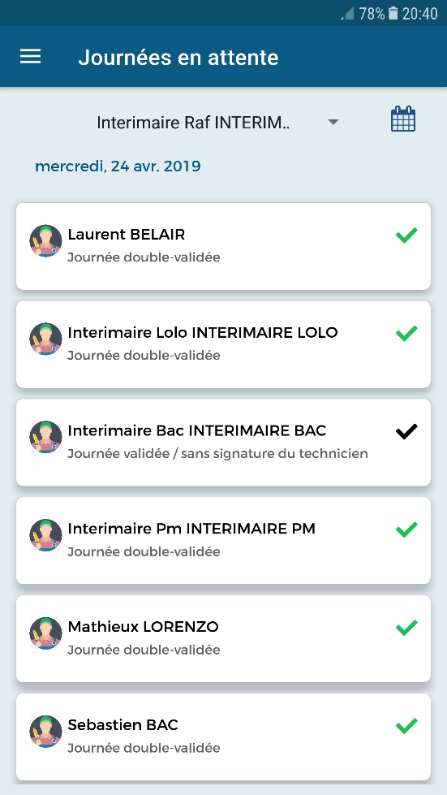 78% 20:40
Journées en attente
Interimaire Raf INTERIM..
mercredi, 24 avr. 2019
Laurent BELAIR
Journée double-validée
Interimaire Lolo INTERIMAIRE LOLO
Journée double-validée
Interimaire Bac INTERIMAIRE BAC
Journée validée / sans signature du technicien
Interimaire Pm INTERIMAIRE PM
Journée double-validée
Mathieux LORENZO
Journée double-validée
Sebastien BAC
Journée double-validée